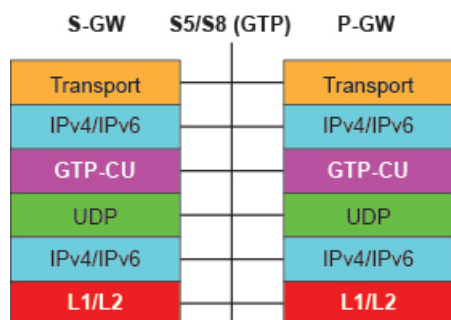 S-GW S5/S8 (GTP) P-GW
Transport Transport
IPv4/IPv6 IPv4/IPv6
GTP-CU GTP-CU
UDP UDP
IPv4/IPv6 IPv4/IPv6
L1/L2 L1/L2